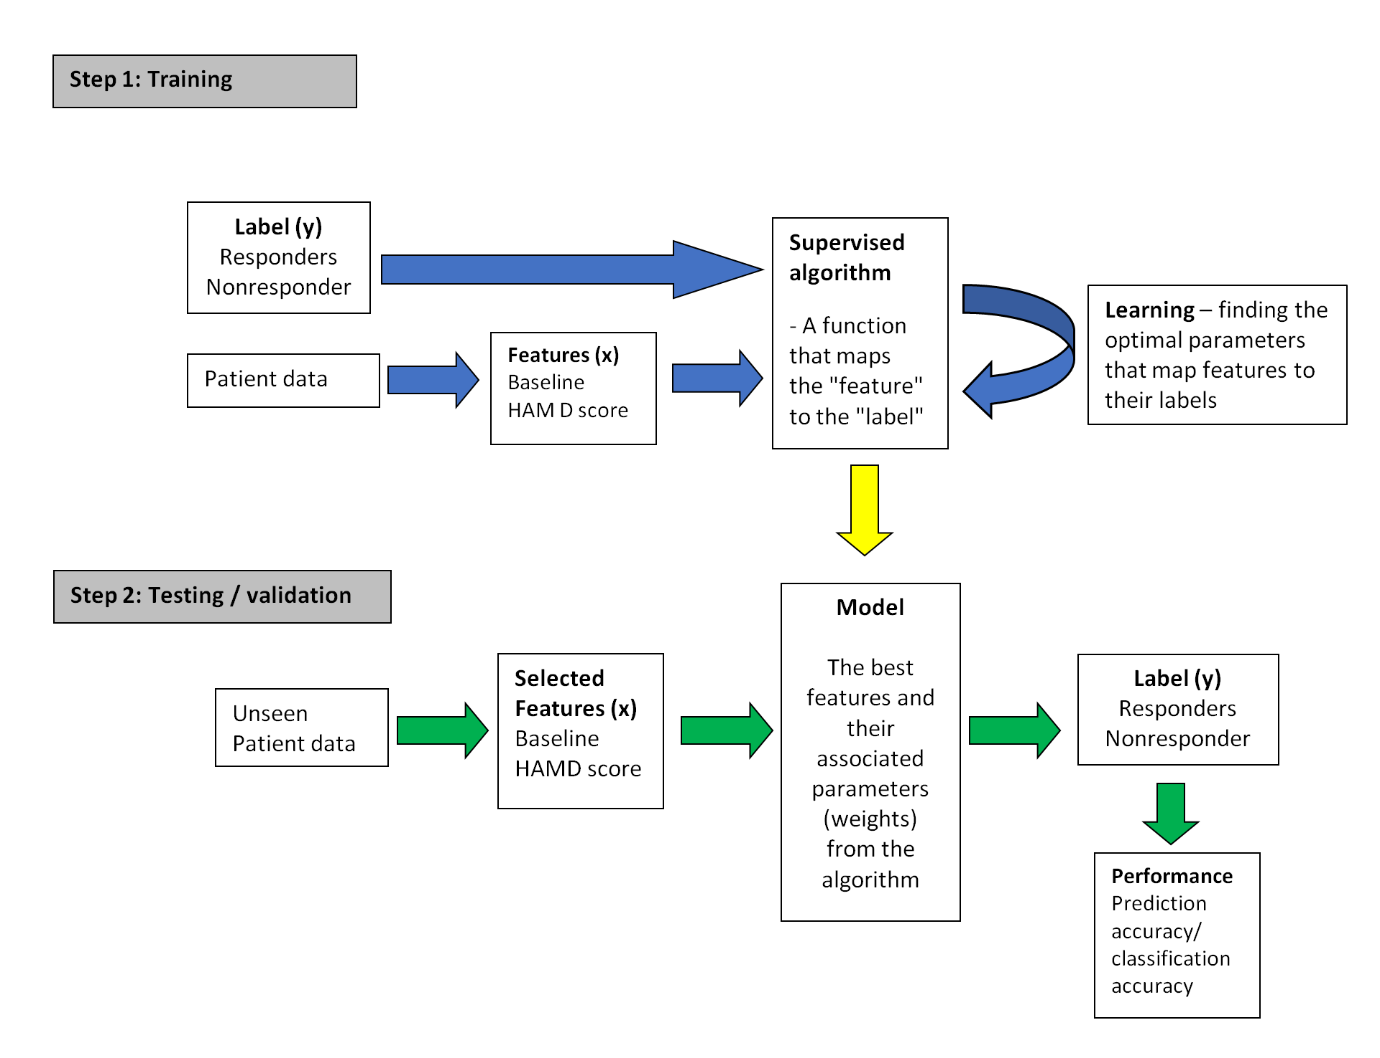 Step 1: Training
Label (y)
Responders
Nonresponder
Patient data
Features (x)
Baseline
HAM D score
Supervised
algorithm
- A function
that maps
the "feature"
to the "label"
Learning – finding the
optimal parameters
that map features to
their labels
Step 2: Testing / validation
Unseen
Patient data
Selected
Features (x)
Baseline
HAMD score
Model
The best
features and
their
associated
parameters
(weights)
from the
algorithm
Label (y)
Responders
Nonresponder
Performance
Prediction
accuracy/
classification
accuracy